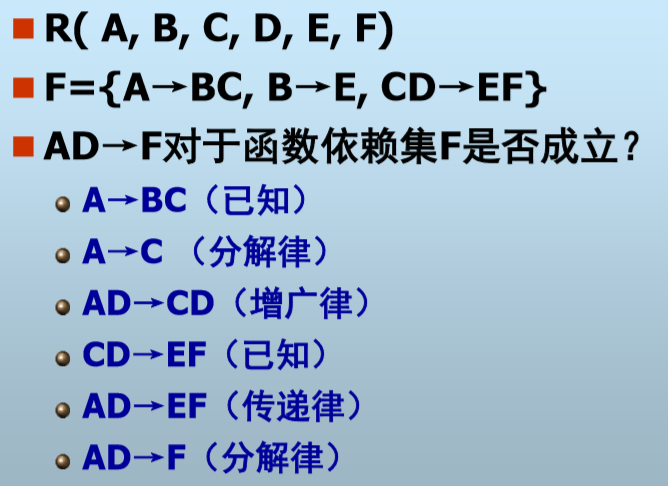 R( A, B, C, D, E, F)
F={A→BC, B→E, CD→EF}
AD→F对于函数依赖集F是否成立？
A→BC（已知）
A→C （分解律）
AD→CD（增广律）
CD→EF（已知）
AD→EF（传递律）
AD→F（分解律）